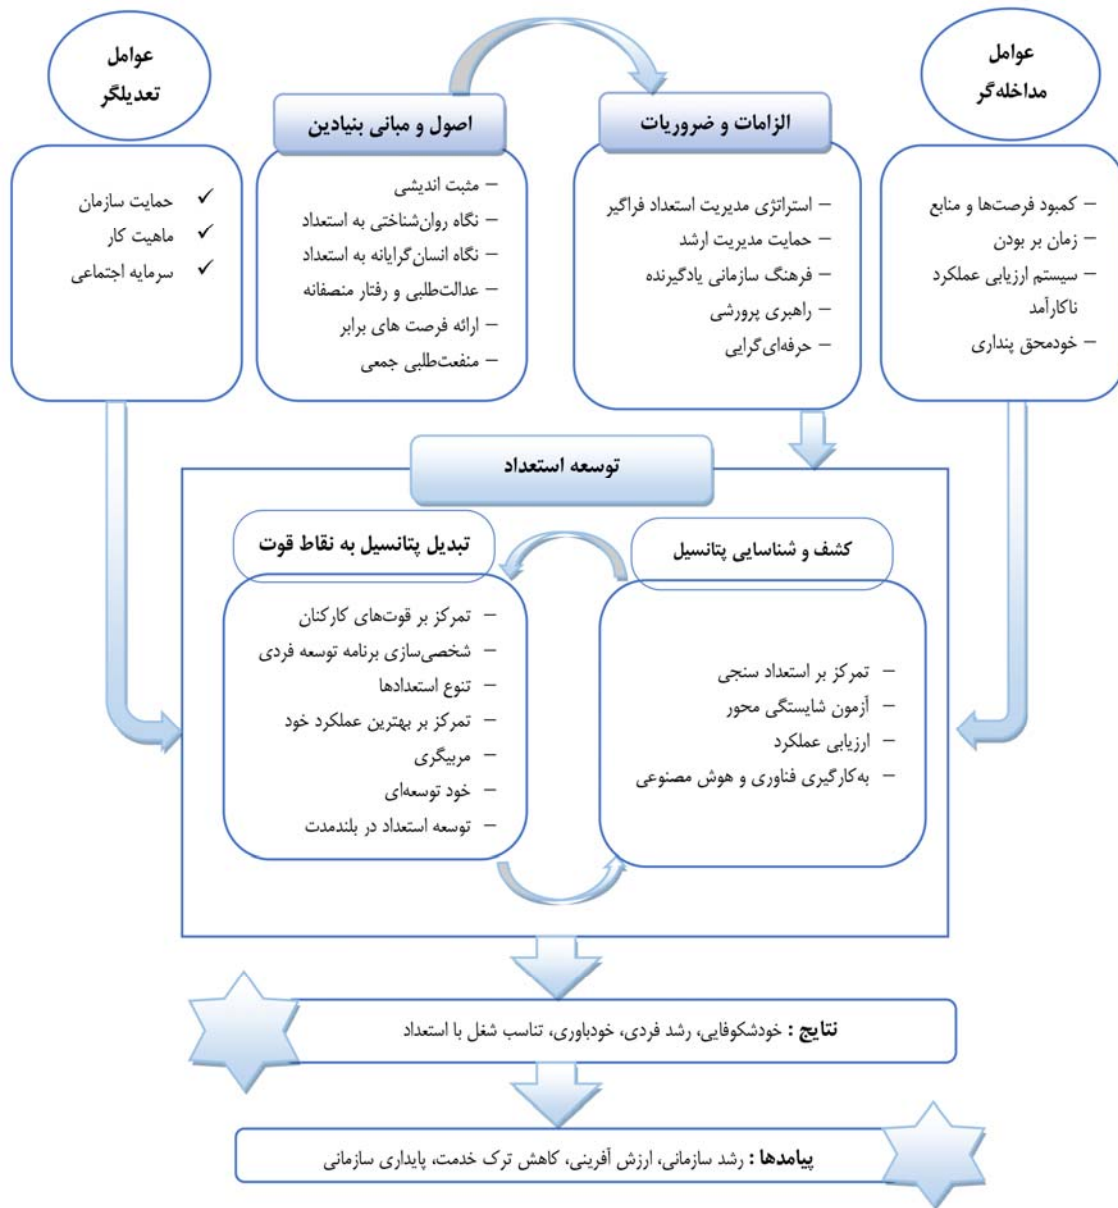 عوامل
مداخله‌گر
کمبود فرصت‌ها و منابع –
زمان بر بودن –
سیستم ارزیابی عملکرد –
ناکارآمد
خودمحق پنداری –
الزامات و ضروریات
استراتژی مدیریت استعداد فراگیر –
حمایت مدیریت ارشد –
فرهنگ سازمانی یادگیرنده –
راهبری پرورشی –
حرفه‌ای‌گرایی –
اصول و مبانی بنیادین
مثبت اندیشی –
نگاه روان‌شناختی به استعداد –
نگاه انسان‌گرایانه به استعداد –
عدالت‌طلبی و رفتار منصفانه –
ارائه فرصت های برابر –
منفعت‌طلبی جمعی –
عوامل
تعدیلگر
✓ حمایت سازمان
✓ ماهیت کار
✓ سرمایه اجتماعی
توسعه استعداد
کشف و شناسایی پتانسیل
تمرکز بر استعداد سنجی –
آزمون شایستگی محور –
ارزیابی عملکرد –
به‌کارگیری فناوری و هوش مصنوعی –
تبدیل پتانسیل به نقاط قوت
تمرکز بر قوت‌های کارکنان –
شخصی‌سازی برنامه توسعه فردی –
تنوع استعدادها –
تمرکز بر بهترین عملکرد خود –
مربیگری –
خود توسعه‌ای –
توسعه استعداد در بلندمدت –
نتایج : خودشکوفایی، رشد فردی، خودباوری، تناسب شغل با استعداد
پیامدها : رشد سازمانی، ارزش آفرینی، کاهش ترک خدمت، پایداری سازمانی